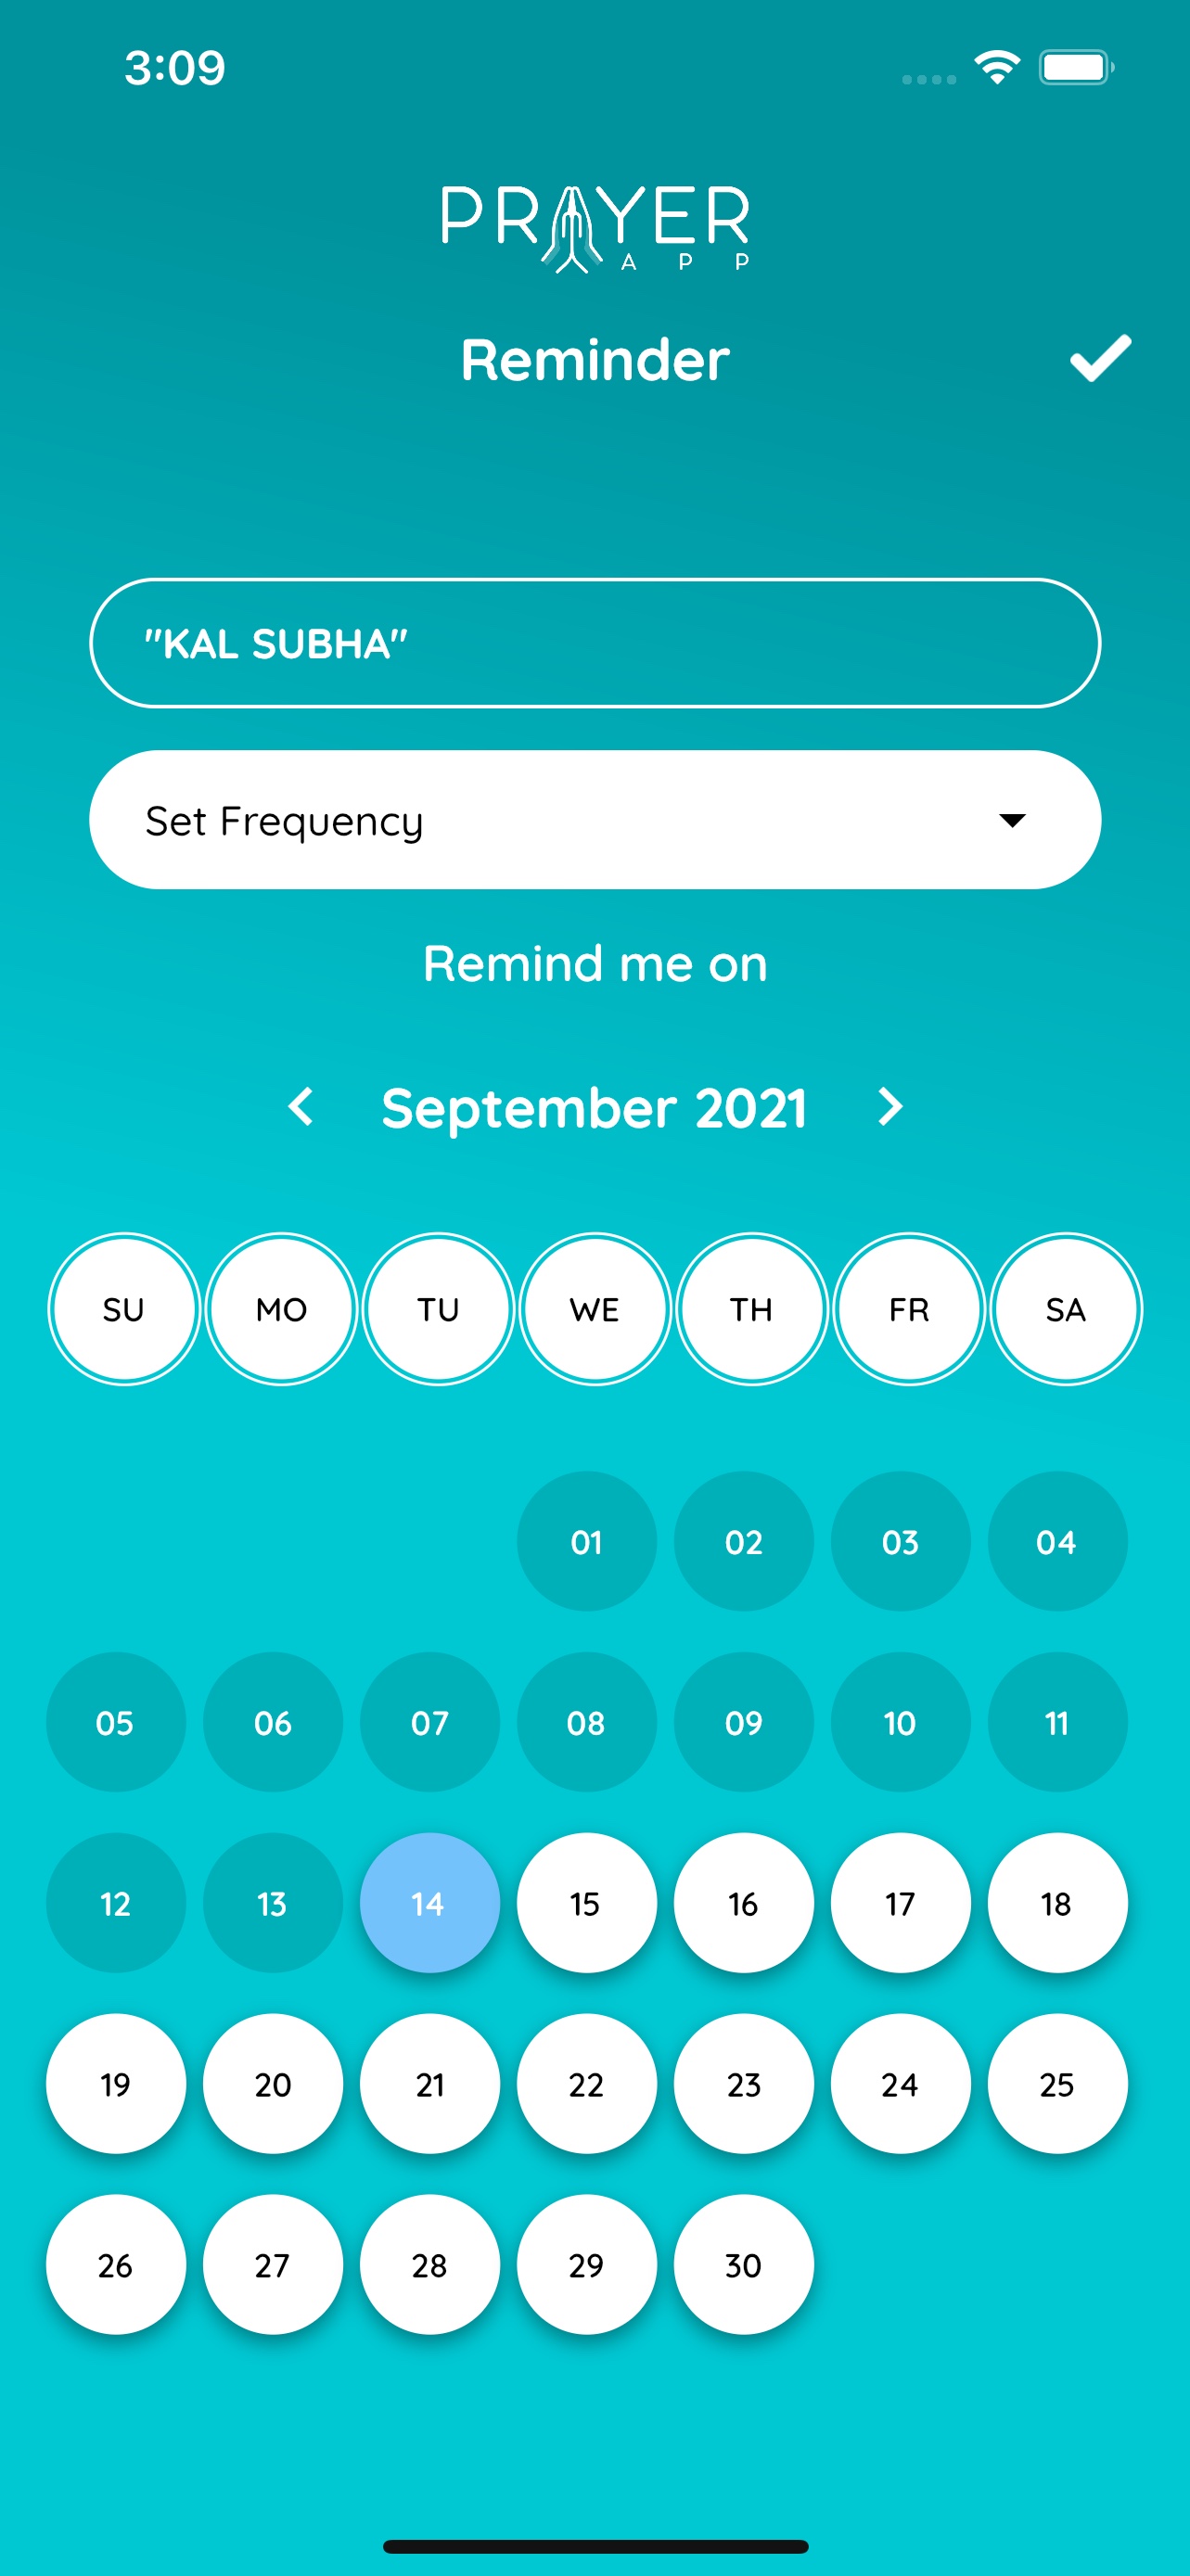 3:09
PRAYER
APP
Reminder
"KAL SUBHA"
Set Frequency
Remind me on
September 2021
SU MO TU WE TH FR SA
01 02 03 04
05 06 07 08 09 10 11
12 13 14 15 16 17 18
19 20 21 22 23 24 25
26 27 28 29 30